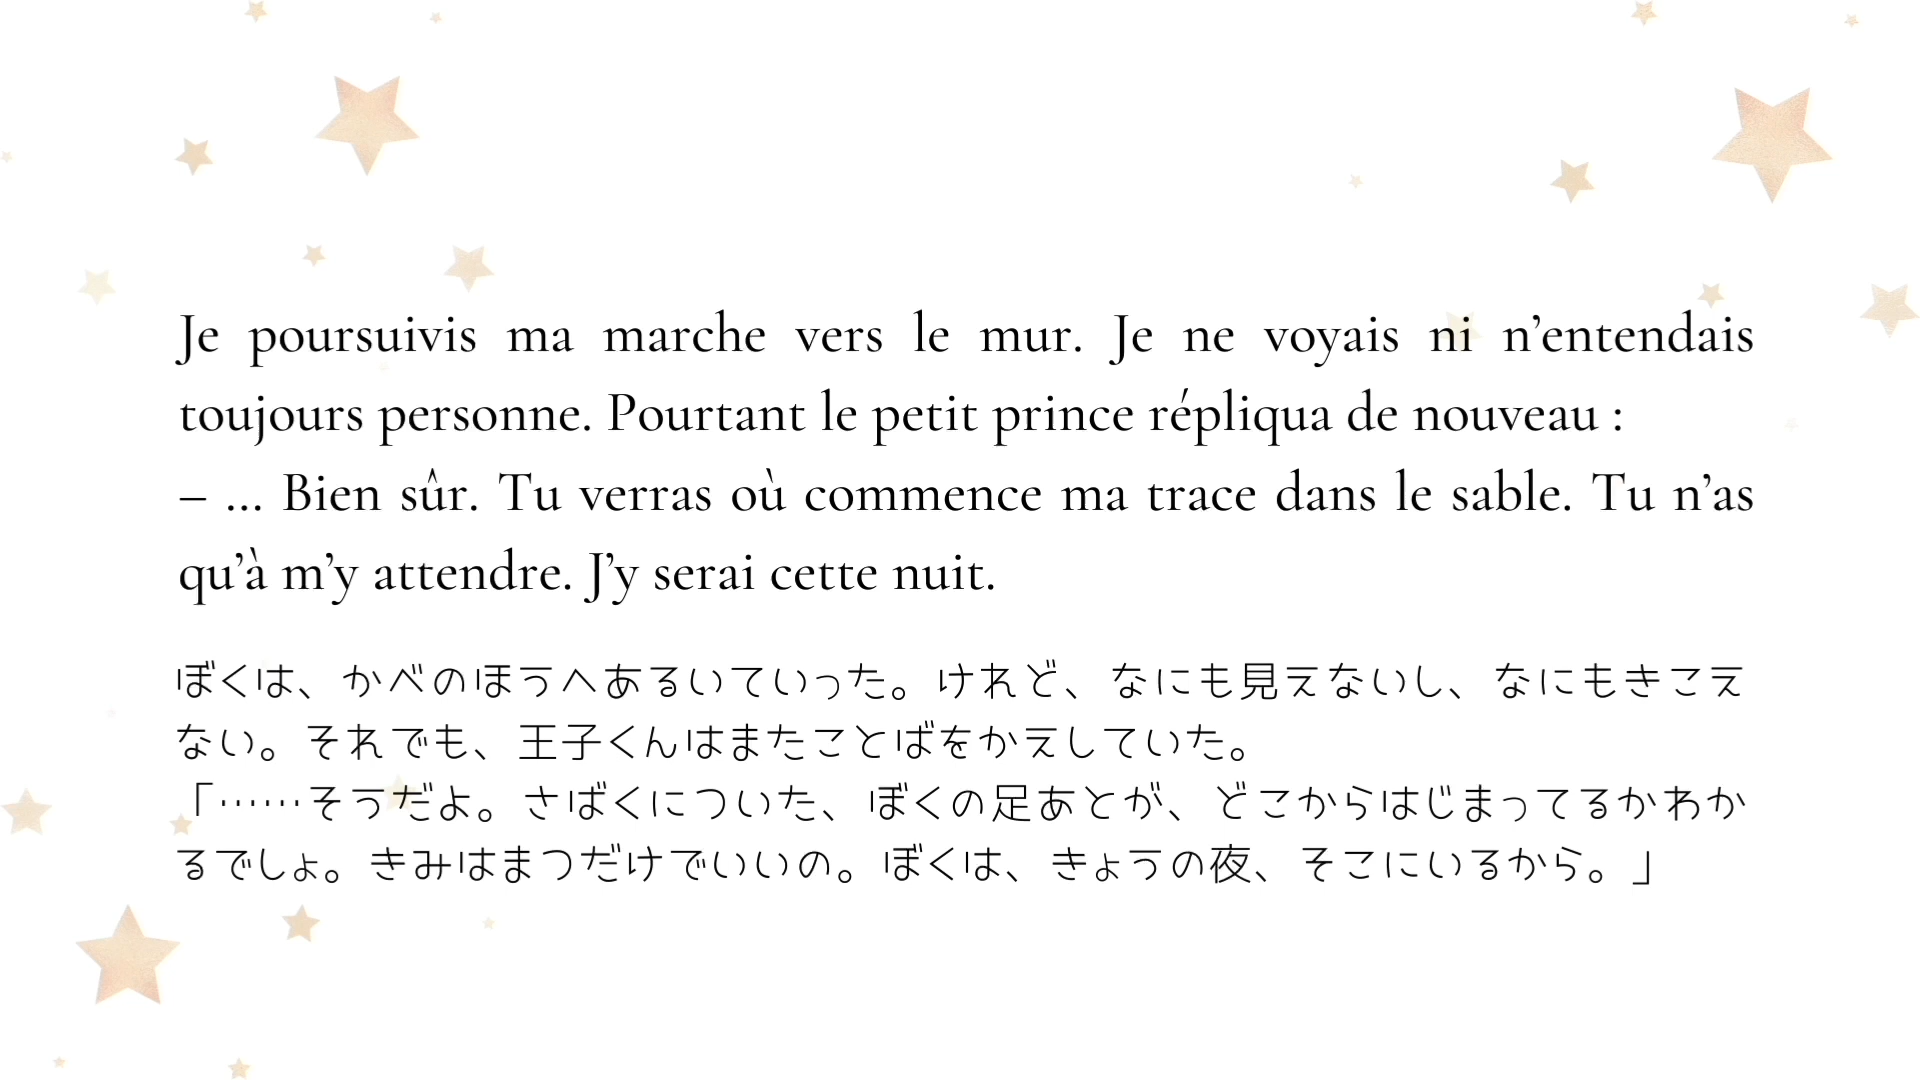 Je poursuivis ma marche vers le mur. Je ne voyais ni n’entendais
toujours personne. Pourtant le petit prince répliqua de nouveau :
– ... Bien sûr. Tu verras où commence ma trace dans le sable. Tu n’as
qu’à m’y attendre. J’y serai cette nuit.
ぼくは、かべのほうへあるいていった。けれど、なにも見えないし、なにもきこえ
ない。それでも、王子くんはまたことばをかえしていた。
「……そうだよ。さばくについた、ぼくの足あとが、どこからはじまってるかわか
るでしょ。きみはまつだけでいいの。ぼくは、きょうの夜、そこにいるから。」